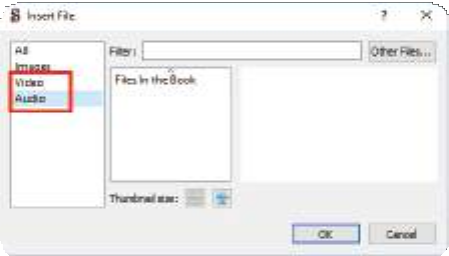 Insert File
All
Images
Video
Audio
Filter:
Other Files...
Files In the Book
Thumbnail size:
OK
Cancel